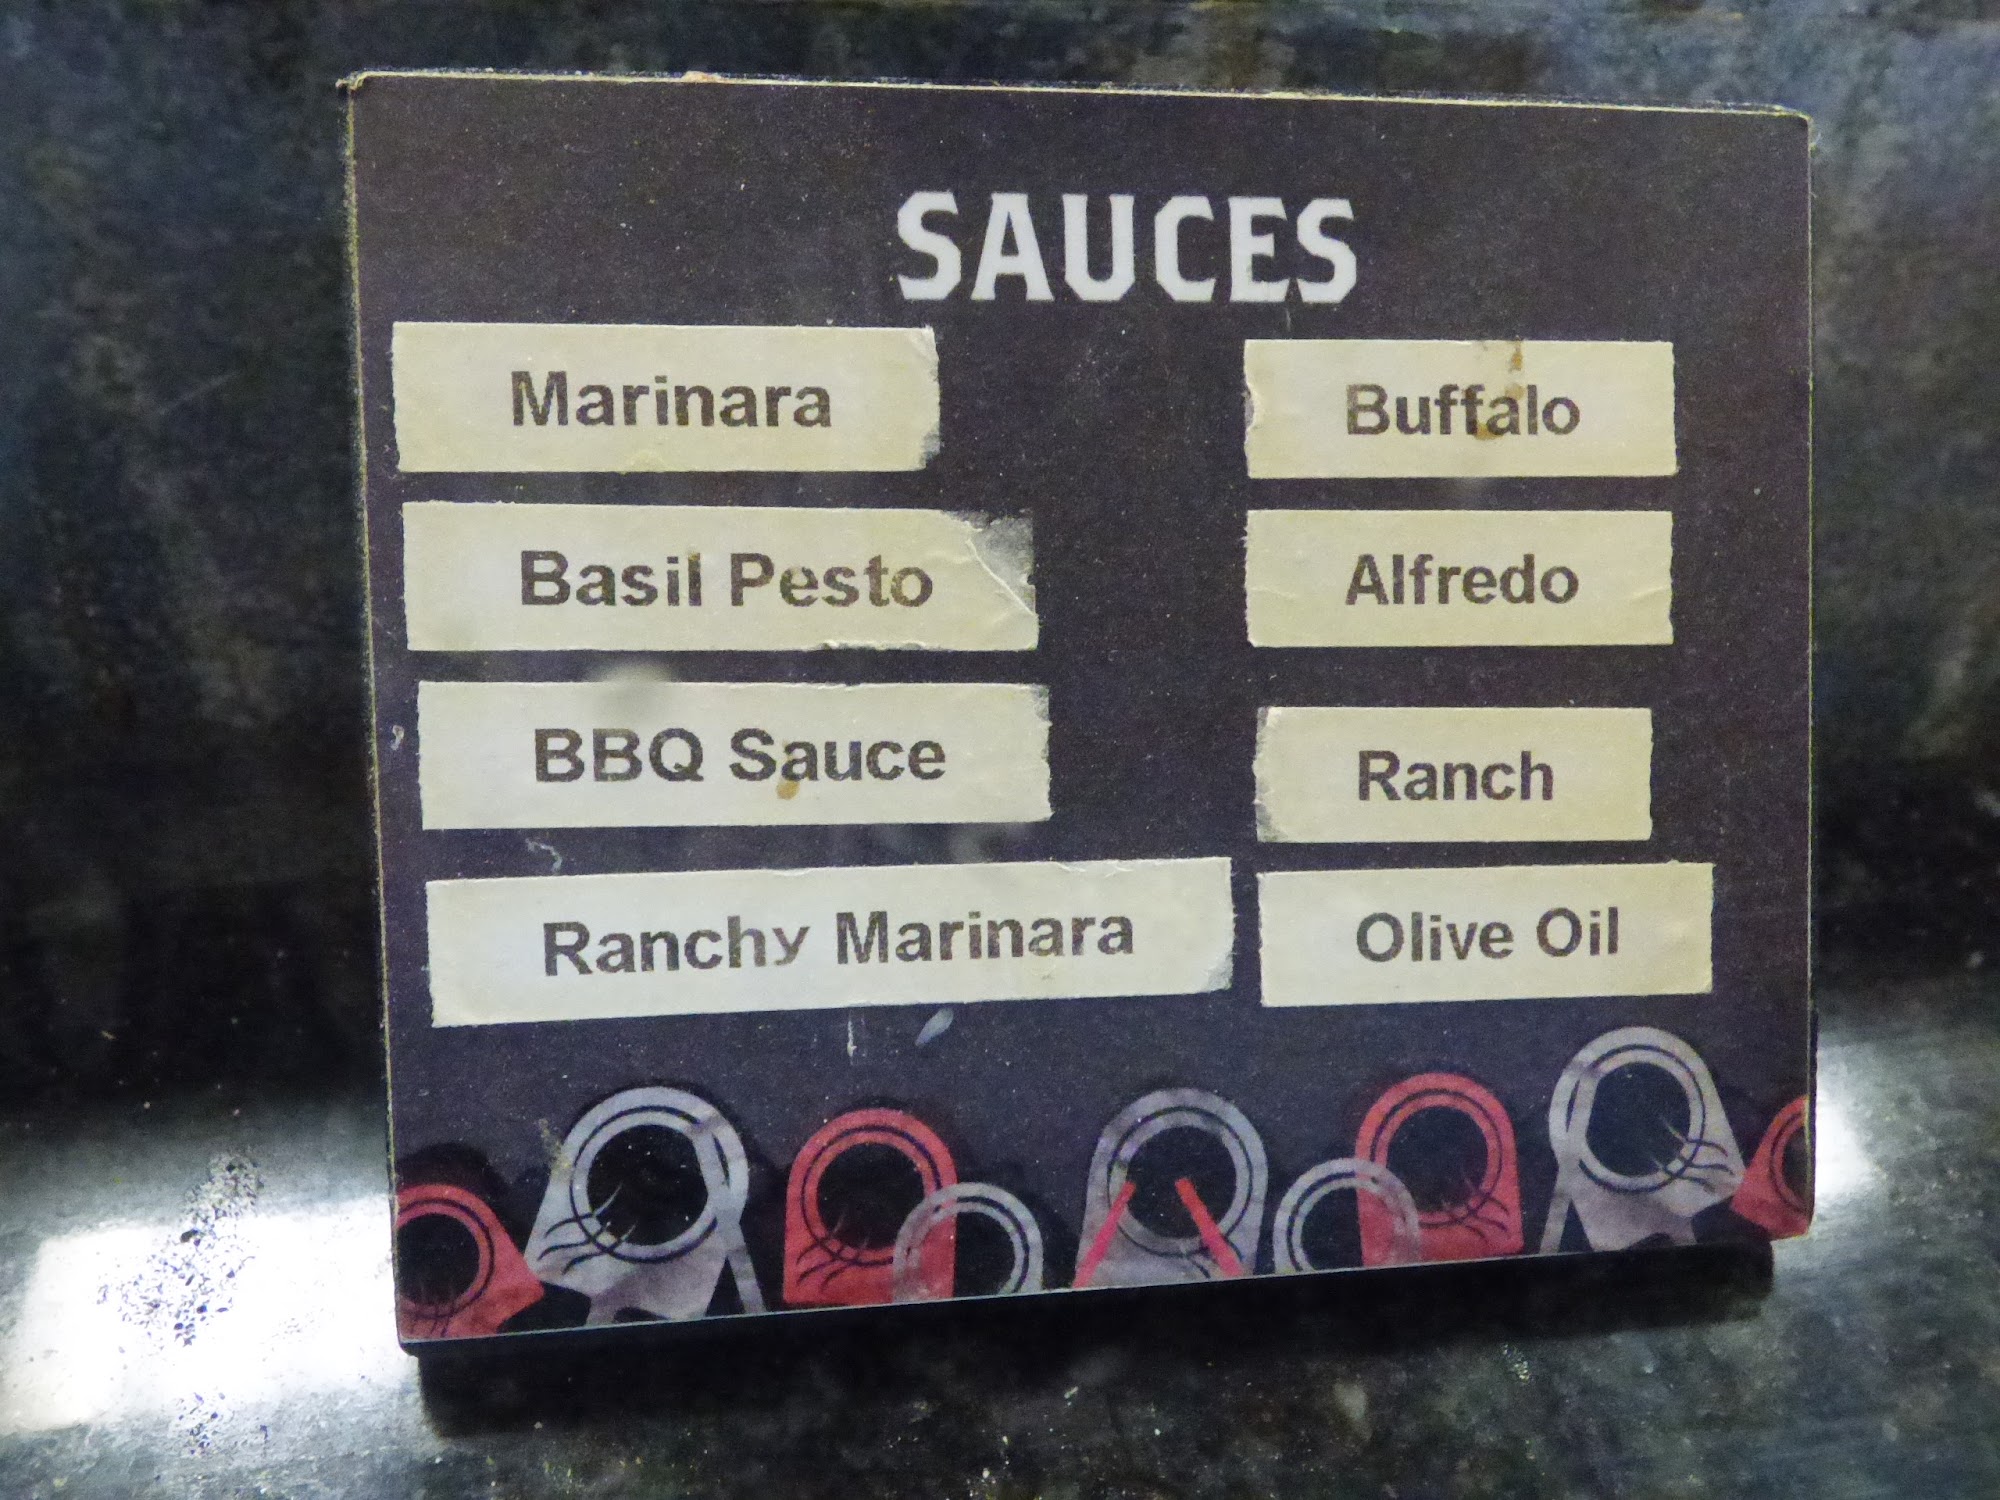 SAUCES
Marinara
Buffalo
Basil Pesto
Alfredo
BBQ Sauce
Ranch
Ranchy Marinara
Olive Oil